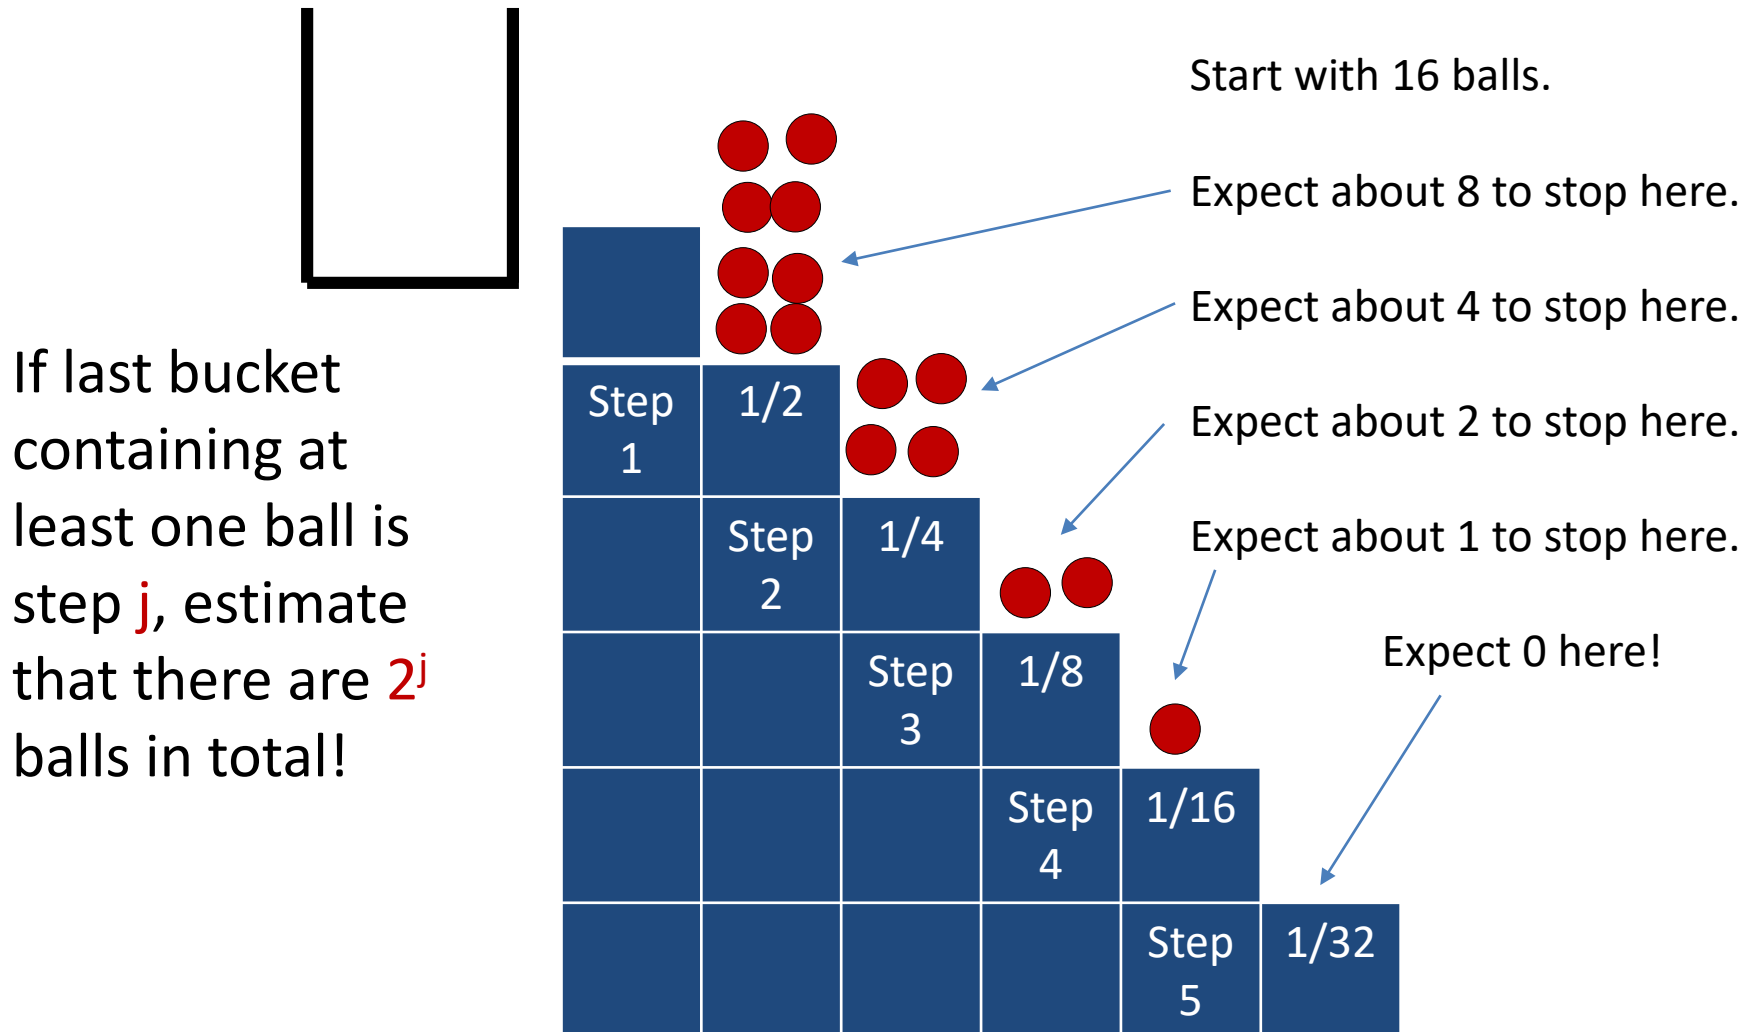 Start with 16 balls.
Expect about 8 to stop here.
Expect about 4 to stop here.
Expect about 2 to stop here.
Expect about 1 to stop here.
Expect 0 here!
If last bucket
containing at
least one ball is
step j, estimate
that there are 2ʲ
balls in total!
Step
1
1/2
Step
2
1/4
Step
3
1/8
Step
4
1/16
Step
5
1/32